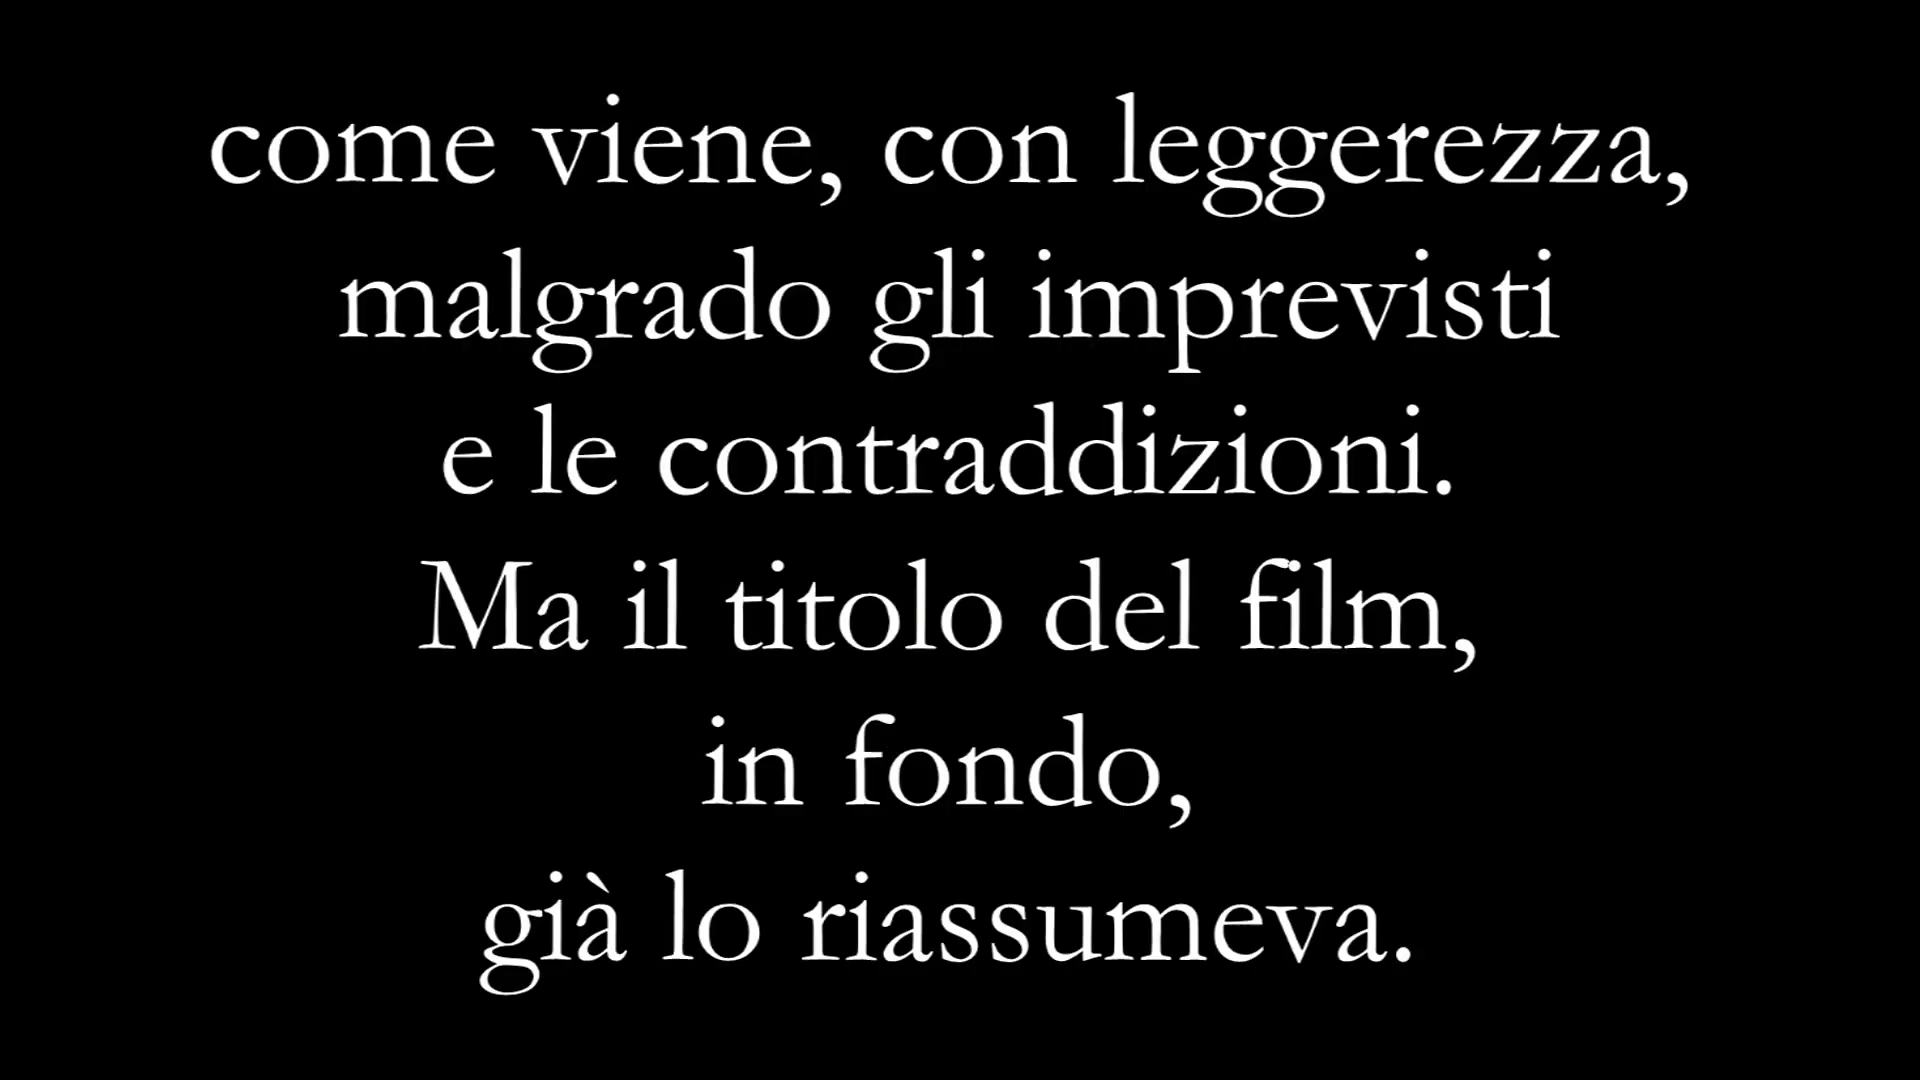 come viene, con leggerezza,
malgrado gli imprevisti
e le contraddizioni.
Ma il titolo del film,
in fondo,
già lo riassumeva.